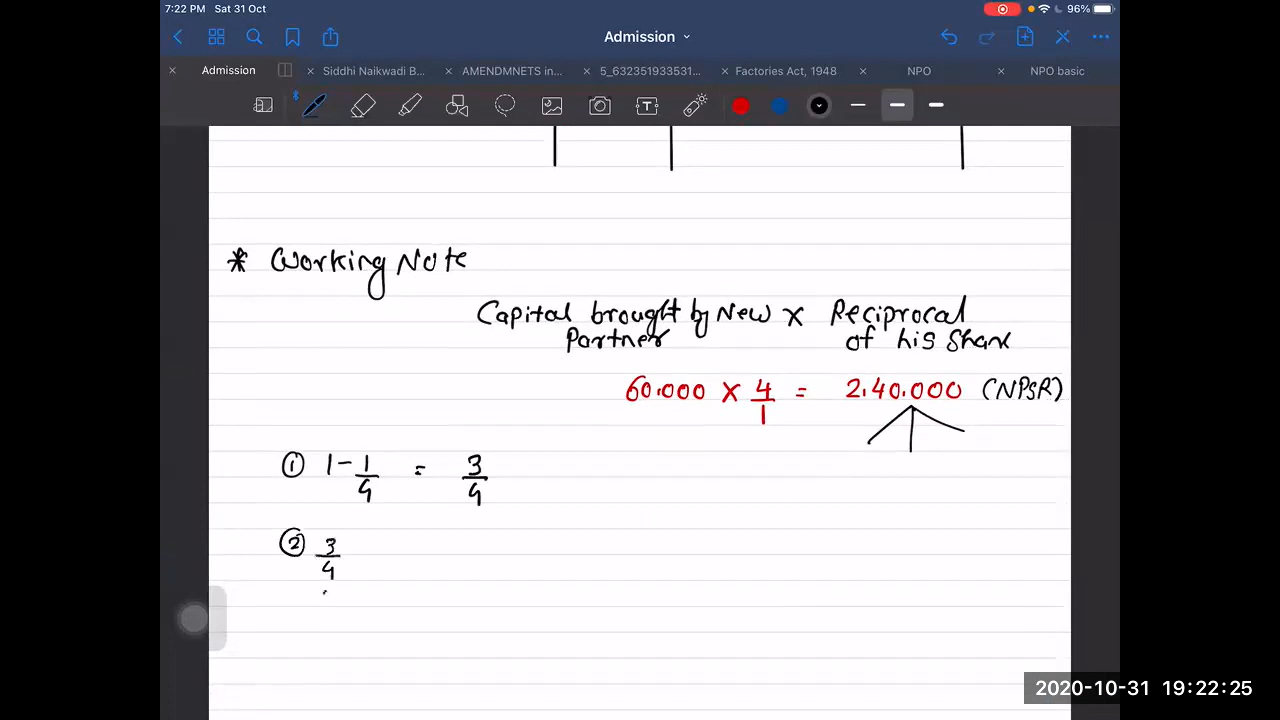 7:22 PM Sat 31 Oct
96%
Admission
Admission
Siddhi Naikwadi B...
AMENDMNETS in...
5_632351933531...
Factories Act, 1948
NPO
NPO basic
* Working Note
Capital brought by New × Reciprocal
Partner of his share
60.000 × 4/1 = 2.40.000 (NPSR)
① 1 - 1/4 = 3/4
② 3/4
2020-10-31 19:22:25